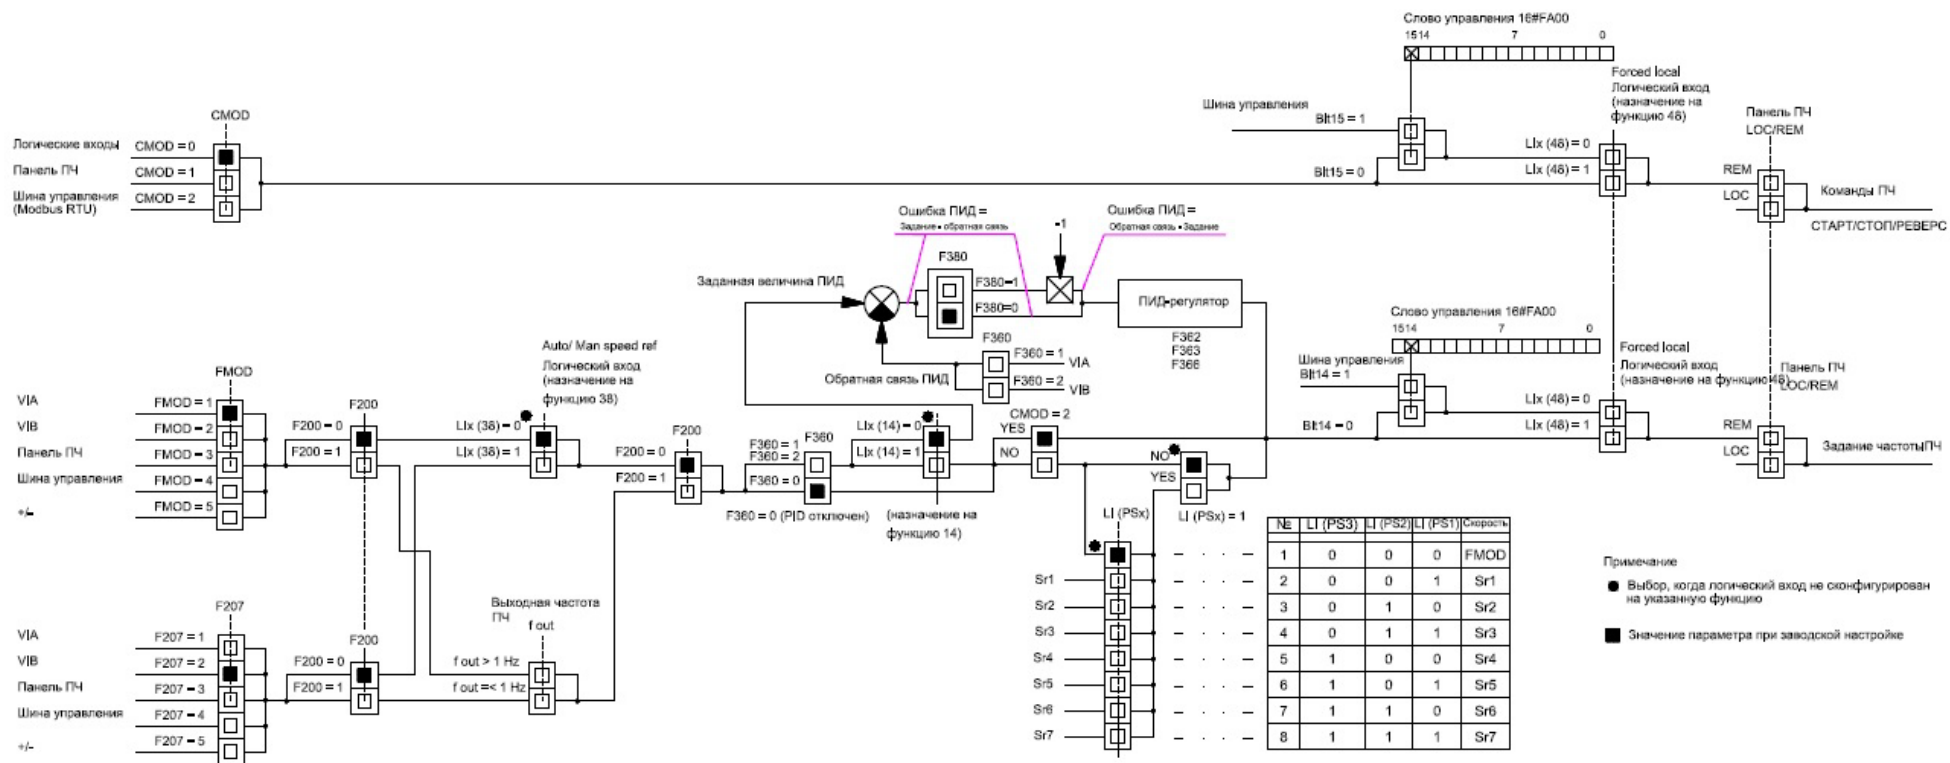 Слово управления 16#FA00
1514 7 0
Forced local
Логический вход
(назначение на
функцию 48)
Шина управления
Bit15 = 1
Bit15 = 0
LIx (48) = 0
LIx (48) = 1
Панель ПЧ
LOC/REM
REM
LOC
Команды ПЧ
СТАРТ/СТОП/РЕВЕРС
CMOD
Логические входы
CMOD = 0
Панель ПЧ
CMOD = 1
Шина управления
(Modbus RTU)
CMOD = 2
Ошибка ПИД =
Задание - обратная связь
-1
Ошибка ПИД =
Обратная связь - Задание
Заданная величина ПИД
F380
F380=1
F380=0
ПИД-регулятор
F362
F363
F366
F360
F360 = 1
VIA
F360 = 2
VIB
Обратная связь ПИД
Слово управления 16#FA00
1514 7 0
Шина управления
Bit14 = 1
Bit14 = 0
Forced local
Логический вход
(назначение на функцию 48)
LIx (48) = 0
LIx (48) = 1
Панель ПЧ
LOC/REM
REM
LOC
Задание частотыПЧ
FMOD
VIA
FMOD = 1
VIB
FMOD = 2
Панель ПЧ
FMOD = 3
Шина управления
FMOD = 4
+/-
FMOD = 5
F200
F200 = 0
F200 = 1
Auto/ Man speed ref
Логический вход
(назначение на
функцию 38)
LIx (38) = 0
LIx (38) = 1
F200
F200 = 0
F200 = 1
F360 = 1
F360 = 2
F360
F360 = 0
F360 = 0 (PID отключен)
LIx (14) = 0
LIx (14) = 1
(назначение на
функцию 14)
CMOD = 2
YES
NO
NO
YES
LI (PSx)
LI (PSx) = 1
F207
VIA
F207 = 1
VIB
F207 = 2
Панель ПЧ
F207 = 3
Шина управления
F207 = 4
+/-
F207 = 5
F200
F200 = 0
F200 = 1
Выходная частота
ПЧ
f out
f out > 1 Hz
f out =< 1 Hz
Sr1
Sr2
Sr3
Sr4
Sr5
Sr6
Sr7
№ LI (PS3) LI (PS2) LI (PS1) Скорость
1 0 0 0 FMOD
2 0 0 1 Sr1
3 0 1 0 Sr2
4 0 1 1 Sr3
5 1 0 0 Sr4
6 1 0 1 Sr5
7 1 1 0 Sr6
8 1 1 1 Sr7
Примечание
Выбор, когда логический вход не сконфигурирован
на указанную функцию
Значение параметра при заводской настройке